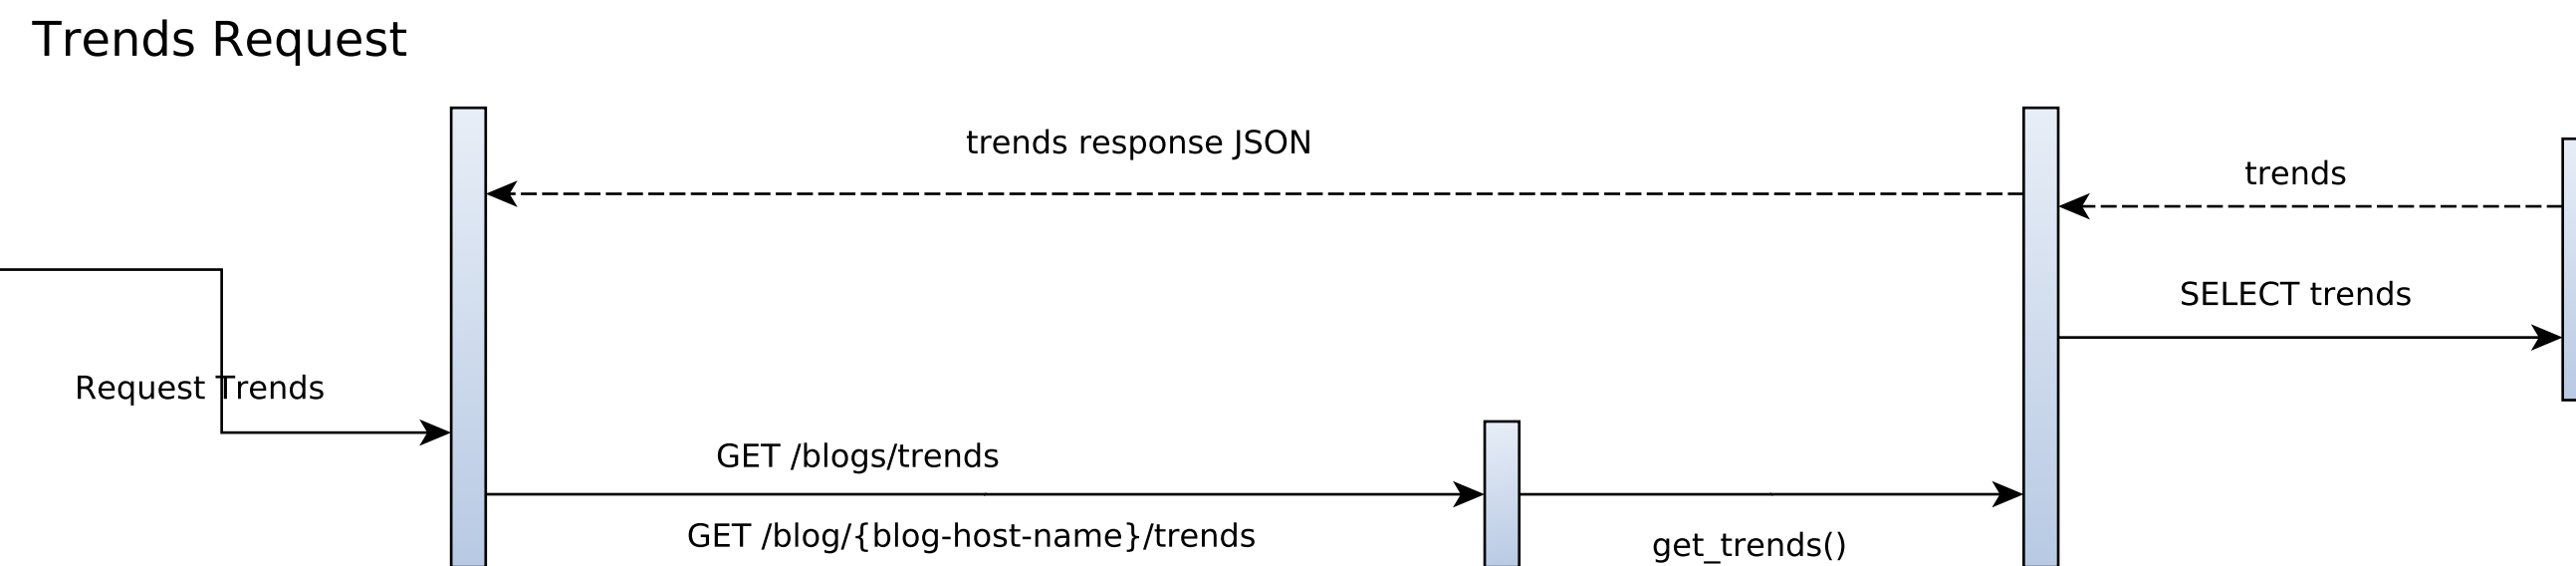 Trends Request
trends response JSON
trends
SELECT trends
Request Trends
GET /blogs/trends
GET /blog/{blog-host-name}/trends
get_trends()